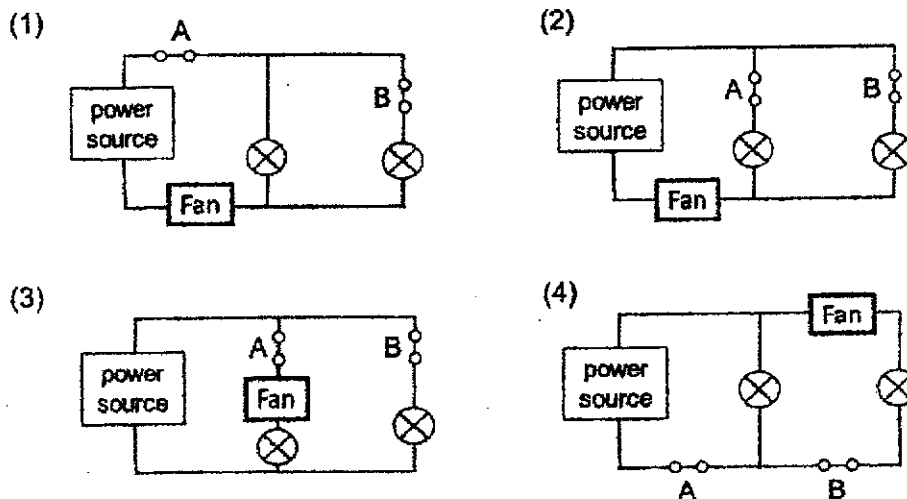 (1)
A
B
power
source
Fan
(2)
A
B
power
source
Fan
(3)
A
B
power
source
Fan
(4)
Fan
power
source
A
B